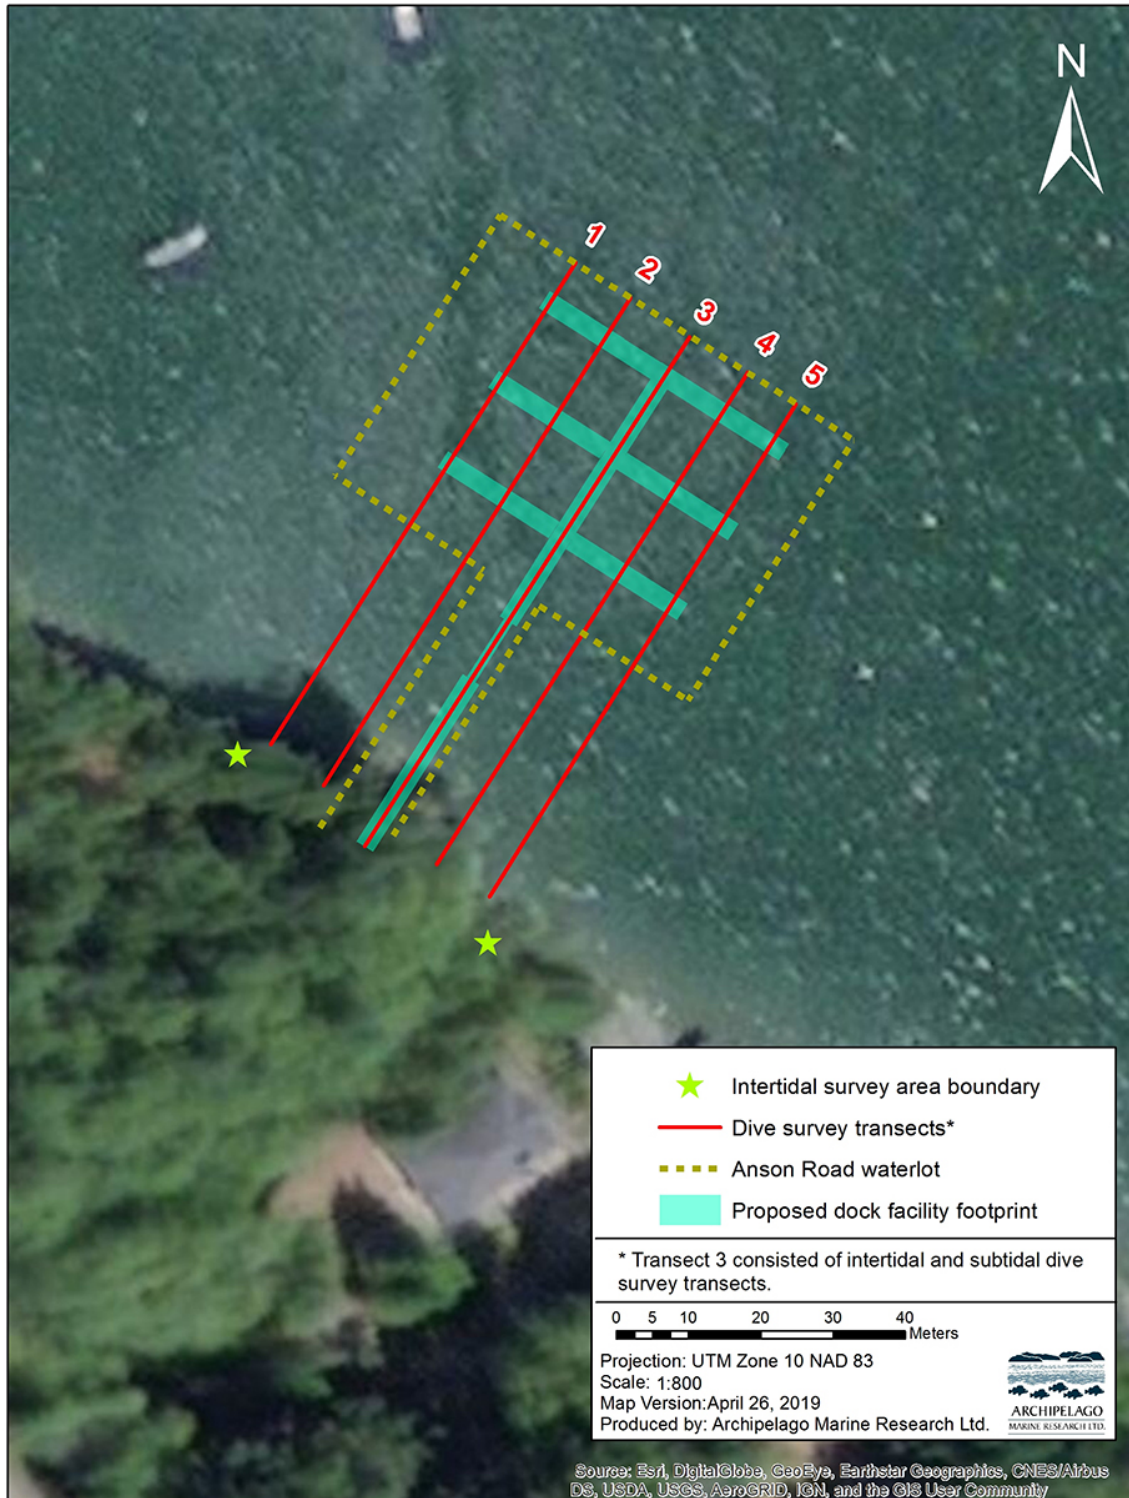 N
1
2
3
4
5
Intertidal survey area boundary
Dive survey transects*
Anson Road waterlot
Proposed dock facility footprint
* Transect 3 consisted of intertidal and subtidal dive
survey transects.
0 5 10 20 30 40
Meters
Projection: UTM Zone 10 NAD 83
Scale: 1:800
Map Version:April 26, 2019
Produced by: Archipelago Marine Research Ltd.
ARCHIPELAGO
MARINE RESEARCH LTD.
Source: Esri, DigitalGlobe, GeoEye, Earthstar Geographics, CNES/Airbus
DS, USDA, USGS, AeroGRID, IGN, and the GIS User Community